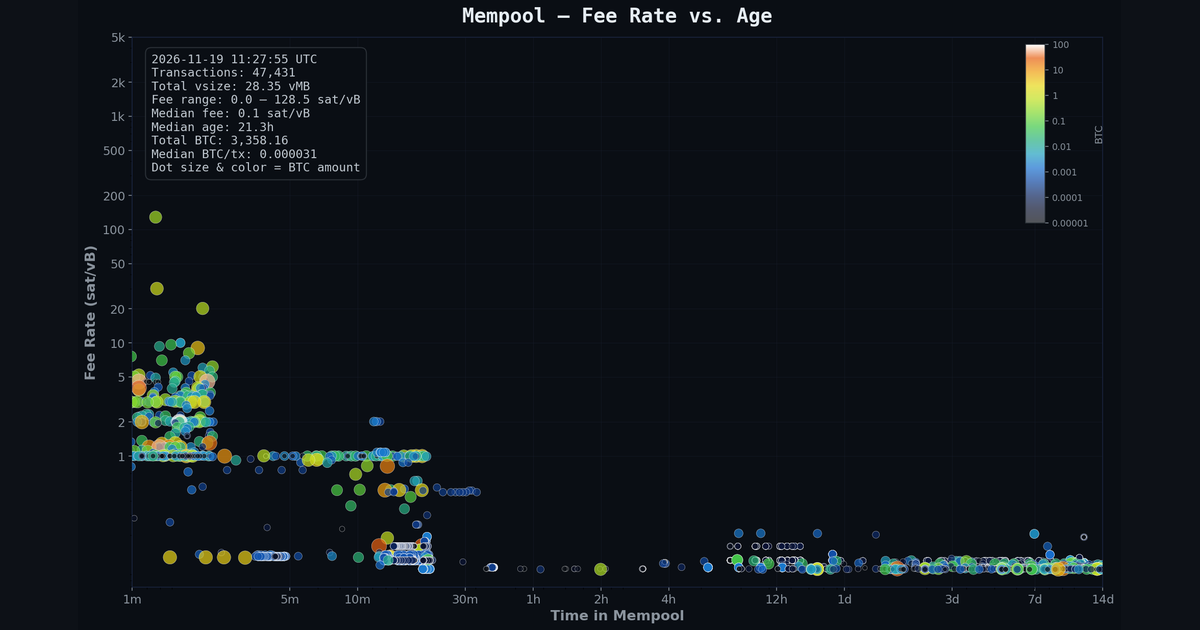 Mempool — Fee Rate vs. Age
2026-11-19 11:27:55 UTC
Transactions: 47,431
Total vsize: 28.35 vMB
Fee range: 0.0 — 128.5 sat/vB
Median fee: 0.1 sat/vB
Median age: 21.3h
Total BTC: 3,358.16
Median BTC/tx: 0.000031
Dot size & color = BTC amount
100
10
1
0.1
0.01
0.001
0.0001
0.00001
BTC
Fee Rate (sat/vB)
5k
2k
1k
500
200
100
50
20
10
5
2
1
1m
5m
10m
30m
1h
2h
4h
12h
1d
3d
7d
14d
Time in Mempool